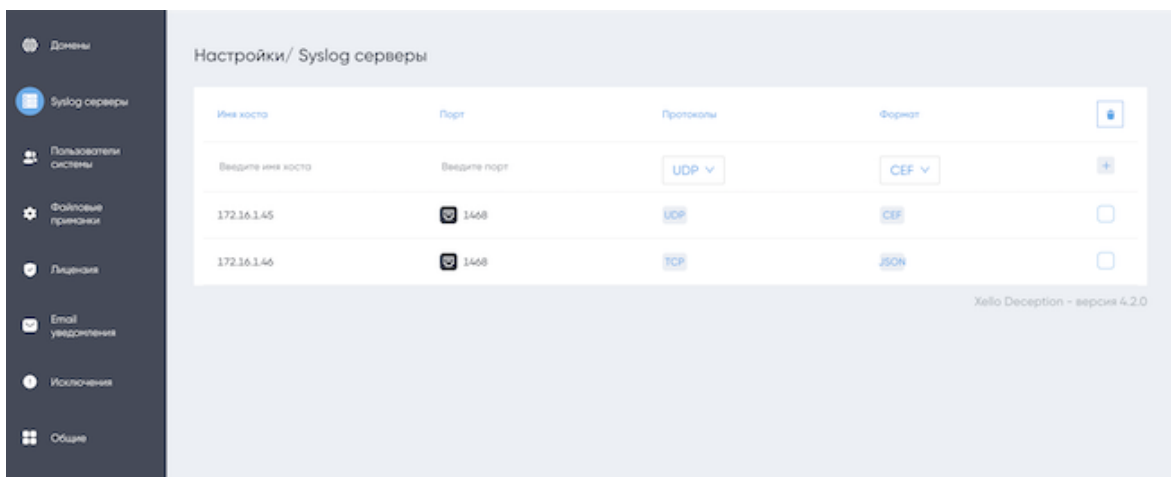 Домены
Syslog серверы
Пользователи
системы
Файловые
приманки
Лицензия
Email
уведомления
Исключения
Общие
Настройки/ Syslog серверы
Имя хоста Порт Протоколы Формат
Введите имя хоста Введите порт UDP CEF +
172.16.1.45 1468 UDP CEF
172.16.1.46 1468 TCP JSON
Xello Deception - версия 4.2.0